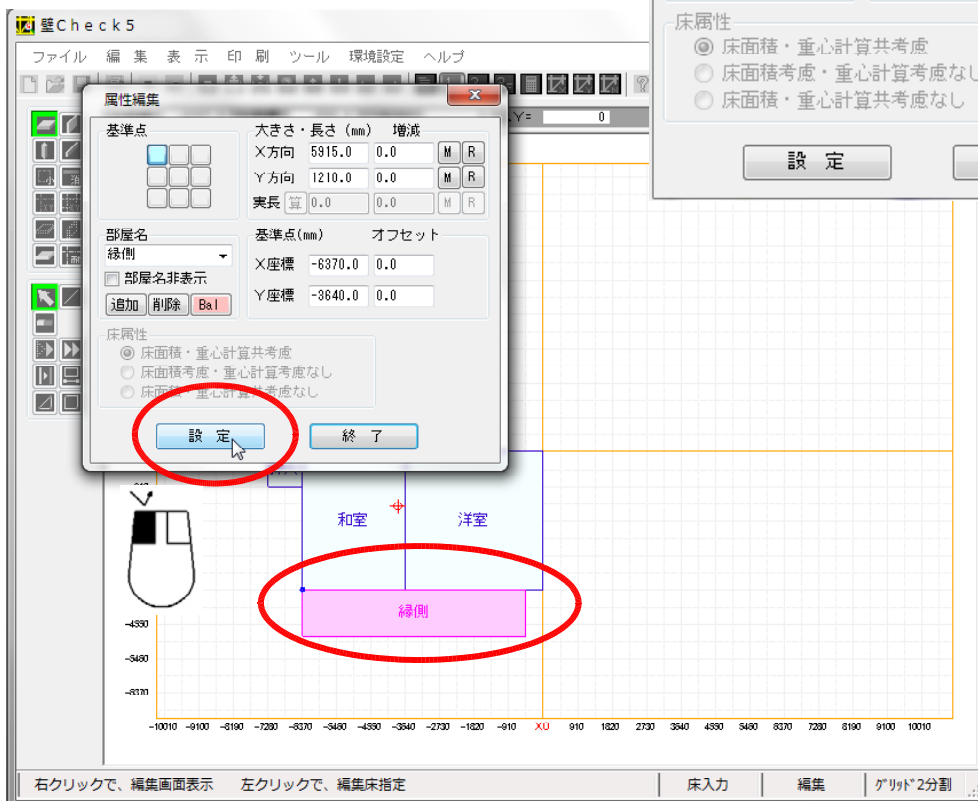 壁Check5
ファイル 編 集 表 示 印 刷 ツール 環境設定 ヘルプ
,Y= 0
属性編集
基準点
大きさ・長さ (mm) 増減
X方向 5915.0 0.0 M R
Y方向 1210.0 0.0 M R
実長 算 0.0 0.0 M R
部屋名
縁側
部屋名非表示
追加 削除 Bal
基準点(mm) オフセット
X座標 -6370.0 0.0
Y座標 -3640.0 0.0
床属性
床面積・重心計算共考慮
床面積考慮・重心計算考慮なし
床面積・重心計算共考慮なし
設 定 終 了
床属性
床面積・重心計算共考慮
床面積考慮・重心計算考慮なし
床面積・重心計算共考慮なし
設 定
和室 洋室
縁側
-4550
-5460
-6370
-10010 -9100 -8190 -7280 -6370 -5460 -4550 -3640 -2730 -1820 -910 X0 910 1820 2730 3640 4550 5460 6370 7280 8190 9100 10010
右クリックで、編集画面表示 左クリックで、編集床指定 床入力 編集 グリッド2分割